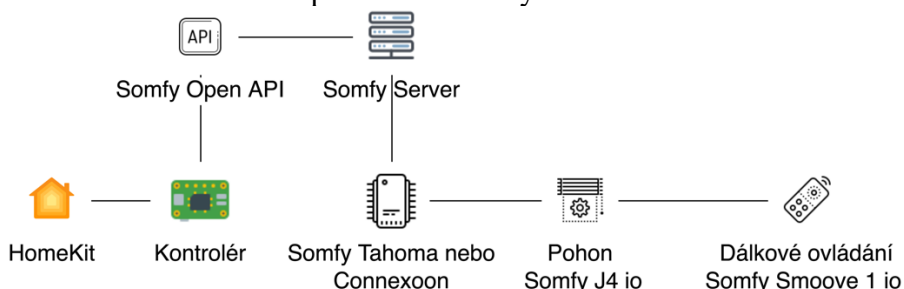 API
Somfy Open API
Somfy Server
HomeKit
Kontrolér
Somfy Tahoma nebo
Connexoon
Pohon
Somfy J4 io
Dálkové ovládání
Somfy Smoove 1 io